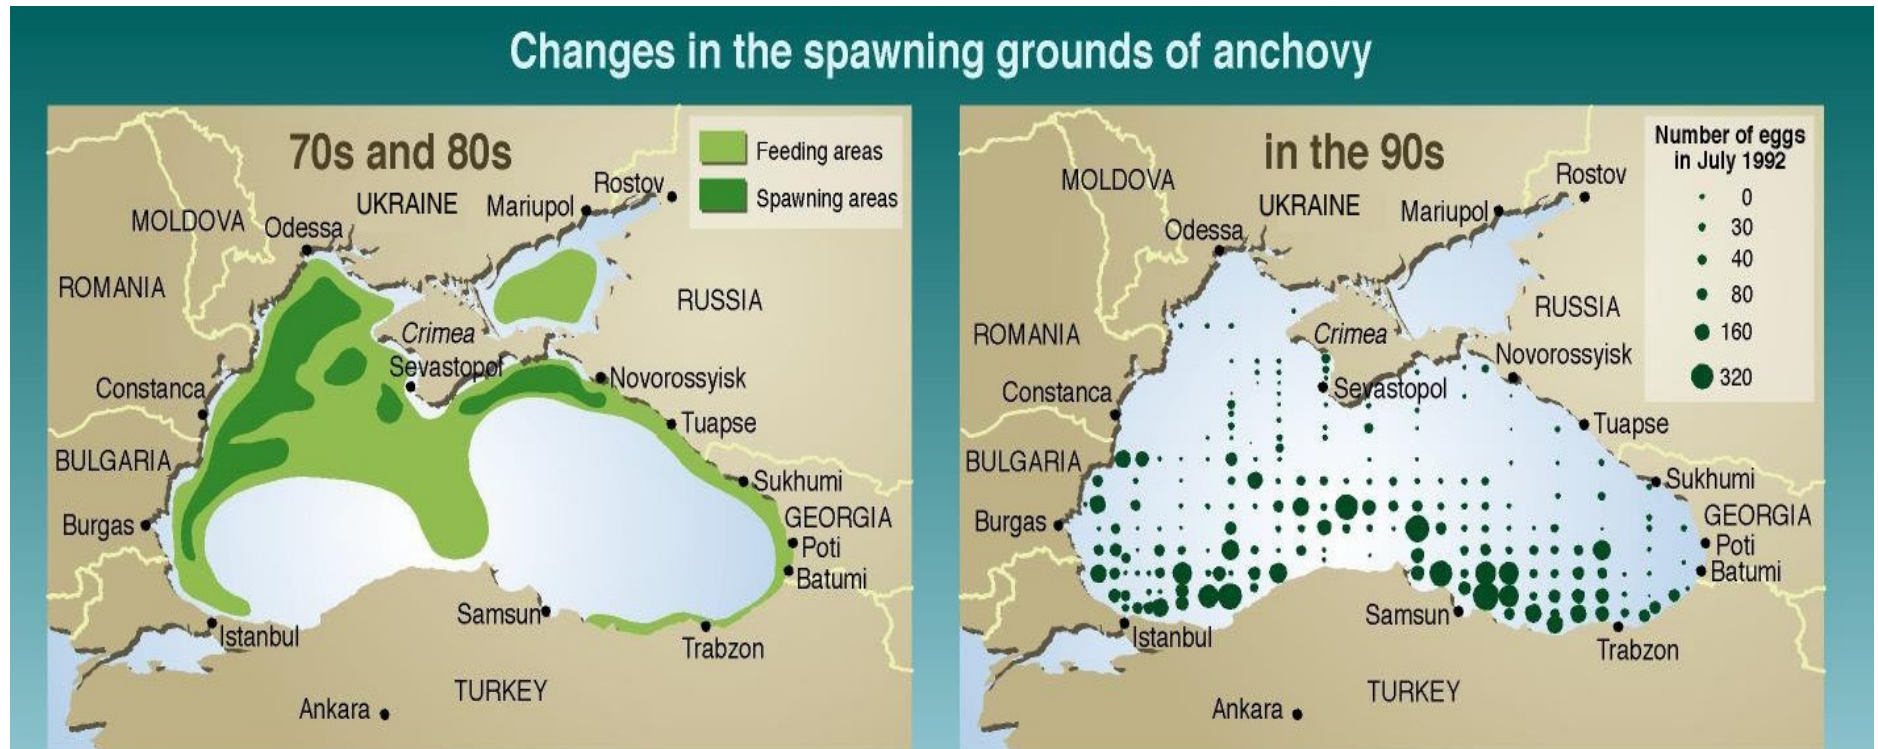 Changes in the spawning grounds of anchovy
70s and 80s
Feeding areas
Spawning areas
Rostov
UKRAINE
Mariupol
MOLDOVA
Odessa
ROMANIA
RUSSIA
Crimea
Sevastopol
Constanca
Novorossyisk
Tuapse
BULGARIA
Sukhumi
Burgas
GEORGIA
Poti
Batumi
Samsun
Istanbul
Trabzon
TURKEY
Ankara
in the 90s
Number of eggs
in July 1992
0
30
40
80
160
320
Rostov
MOLDOVA
UKRAINE
Mariupol
Odessa
RUSSIA
ROMANIA
Crimea
Novorossyisk
Constanca
Sevastopol
Tuapse
BULGARIA
Sukhumi
Burgas
GEORGIA
Poti
Batumi
Samsun
Istanbul
Trabzon
TURKEY
Ankara